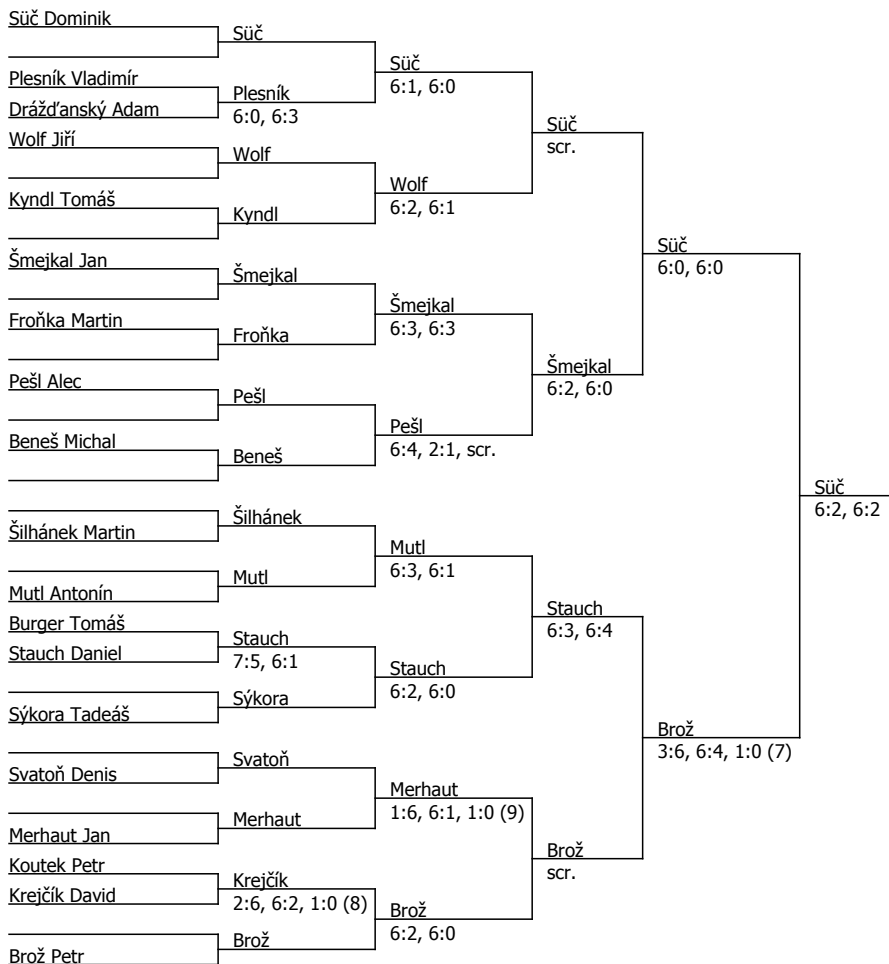 Süč Dominik
Plesník Vladimír
Drážďanský Adam
Wolf Jiří
Kyndl Tomáš
Šmejkal Jan
Froňka Martin
Pešl Alec
Beneš Michal
Šilhánek Martin
Mutl Antonín
Burger Tomáš
Stauch Daniel
Sýkora Tadeáš
Svatoň Denis
Merhaut Jan
Koutek Petr
Krejčík David
Brož Petr
Süč
Plesník
6:0, 6:3
Wolf
Kyndl
Šmejkal
Froňka
Pešl
Beneš
Šilhánek
Mutl
Stauch
7:5, 6:1
Sýkora
Svatoň
Merhaut
Krejčík
2:6, 6:2, 1:0 (8)
Brož
Süč
6:1, 6:0
Wolf
6:2, 6:1
Šmejkal
6:3, 6:3
Pešl
6:4, 2:1, scr.
Mutl
6:3, 6:1
Stauch
6:2, 6:0
Merhaut
1:6, 6:1, 1:0 (9)
Brož
6:2, 6:0
Süč
scr.
Šmejkal
6:2, 6:0
Stauch
6:3, 6:4
Brož
scr.
Süč
6:0, 6:0
Brož
3:6, 6:4, 1:0 (7)
Süč
6:2, 6:2